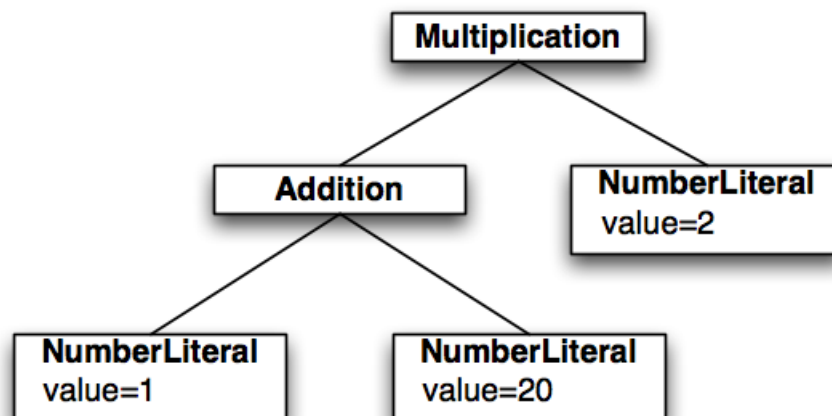 Multiplication
Addition
NumberLiteral
value=2
NumberLiteral
value=1
NumberLiteral
value=20